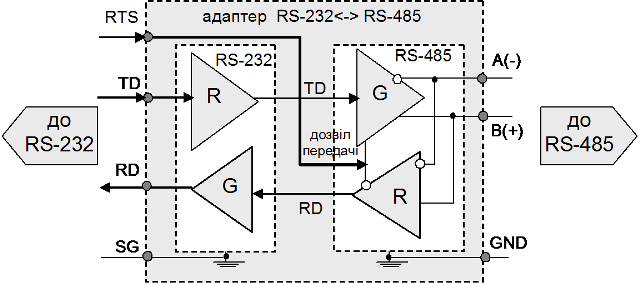 адаптер RS-232<-> RS-485
RTS
RS-232
RS-485
A(-)
TD
R
TD
G
до
RS-232
B(+)
до
RS-485
дозвіл
передачі
RD
G
RD
R
SG
GND